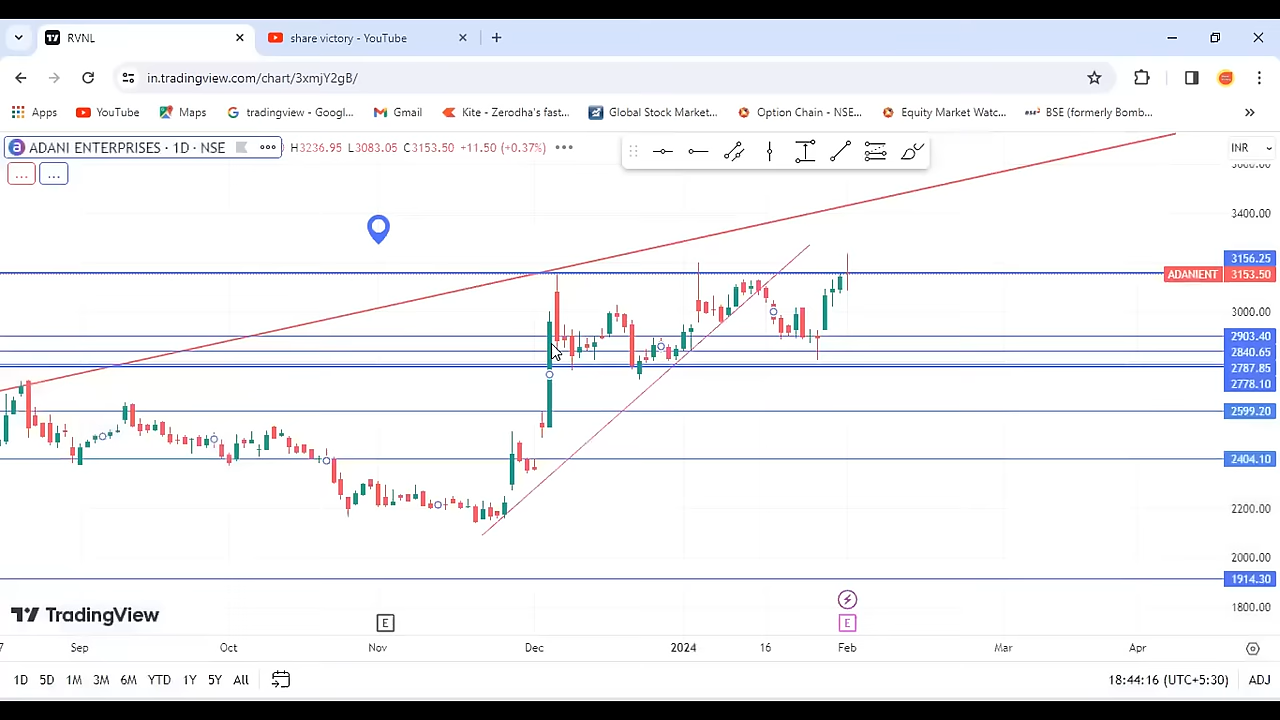 RVNL
share victory - YouTube
in.tradingview.com/chart/3xmjY2gB/
Apps YouTube Maps tradingview - Googl... Gmail Kite - Zerodha's fast... Global Stock Market... Option Chain - NSE... Equity Market Watc... BSE (formerly Bomb...
ADANI ENTERPRISES · 1D · NSE H3236.95 L3083.05 C3153.50 +11.50 (+0.37%) INR
3400.00
3156.25
ADANIENT 3153.50
3000.00
2903.40
2840.65
2787.85
2778.10
2599.20
2404.10
2200.00
2000.00
1914.30
1800.00
TradingView
E E
Sep Oct Nov Dec 2024 16 Feb Mar Apr
1D 5D 1M 3M 6M YTD 1Y 5Y All 18:44:16 (UTC+5:30) ADJ